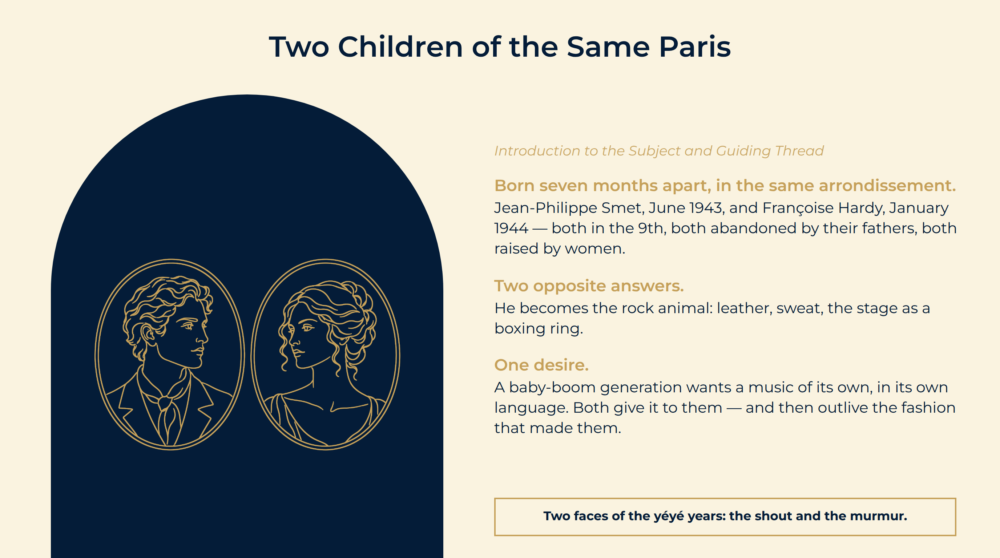 Two Children of the Same Paris
Introduction to the Subject and Guiding Thread
Born seven months apart, in the same arrondissement.
Jean-Philippe Smet, June 1943, and Françoise Hardy, January
1944 — both in the 9th, both abandoned by their fathers, both
raised by women.
Two opposite answers.
He becomes the rock animal: leather, sweat, the stage as a
boxing ring.
One desire.
A baby-boom generation wants a music of its own, in its own
language. Both give it to them — and then outlive the fashion
that made them.
Two faces of the yéyé years: the shout and the murmur.